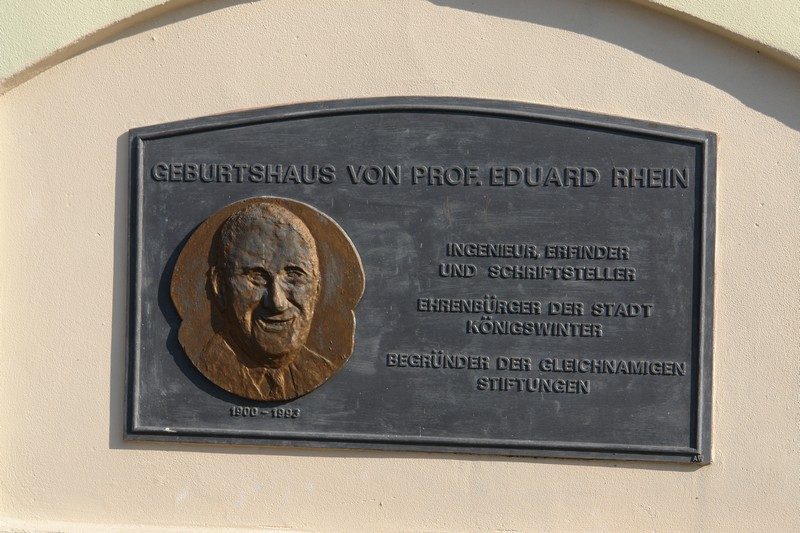 GEBURTSHAUS VON PROF. EDUARD RHEIN
INGENIEUR, ERFINDER
UND SCHRIFTSTELLER
EHRENBÜRGER DER STADT
KÖNIGSWINTER
BEGRÜNDER DER GLEICHNAMIGEN
STIFTUNGEN
1900 - 1993